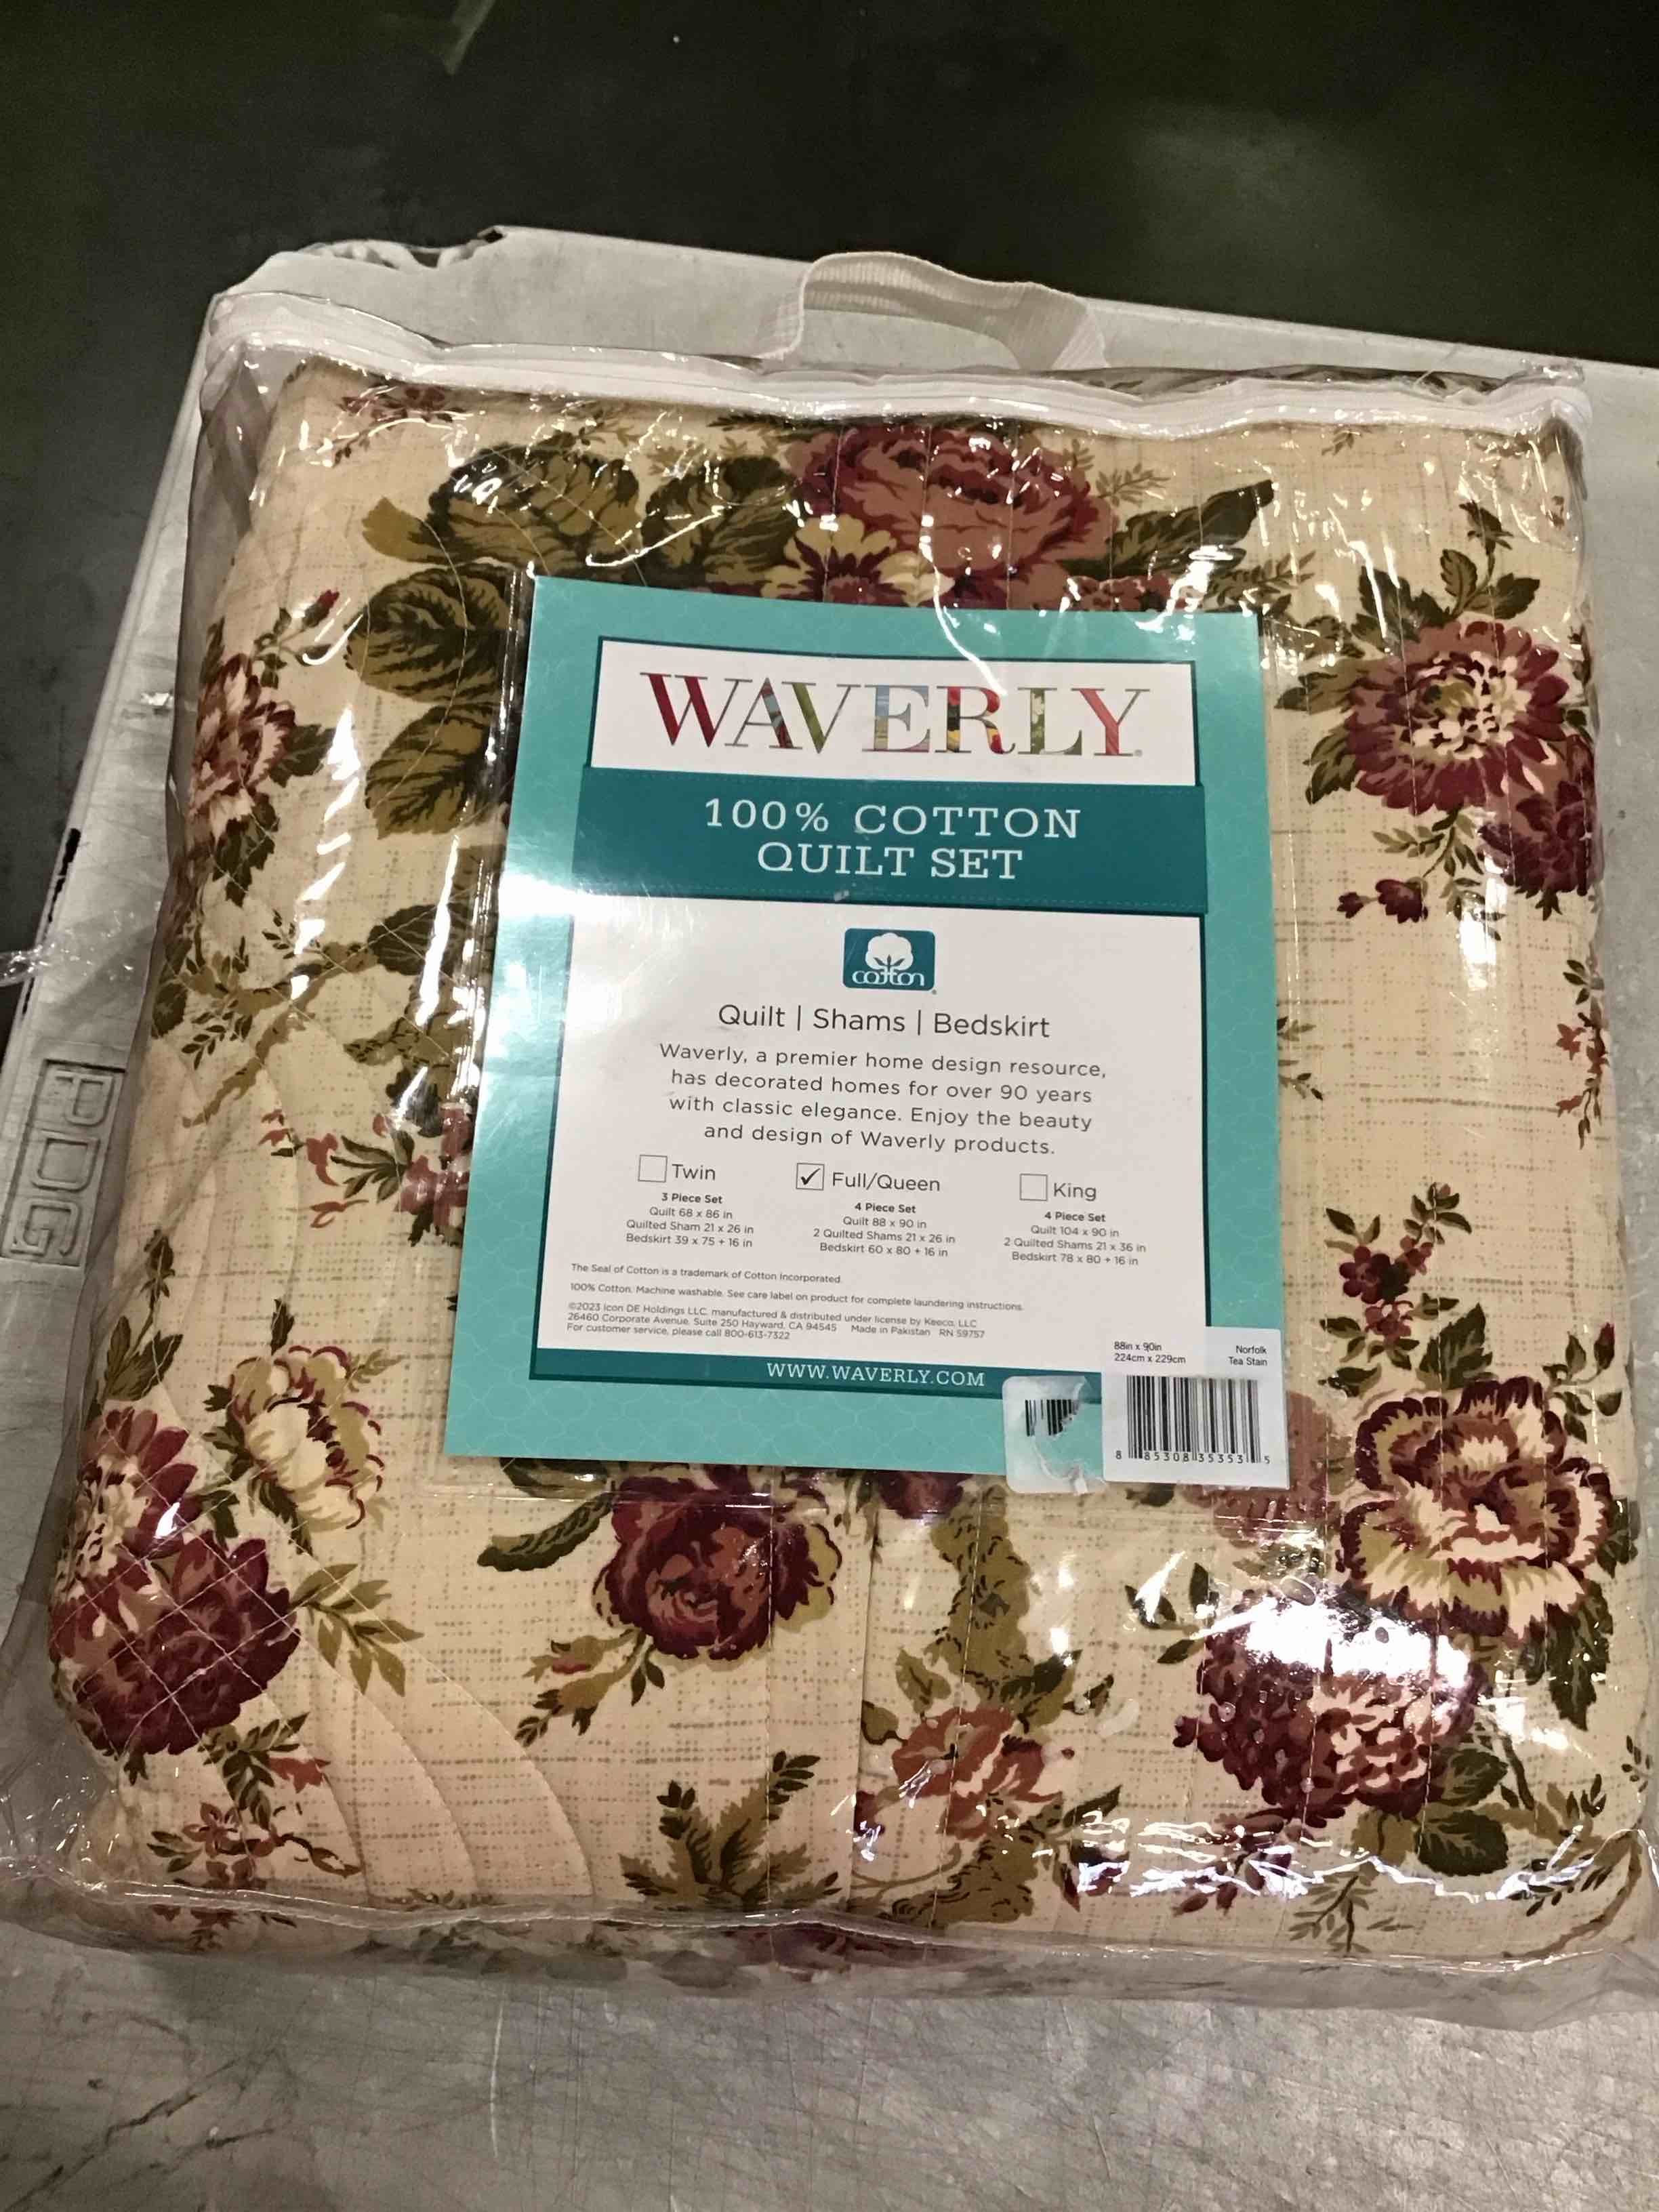 WAVERLY
100% COTTON
QUILT SET
cotton
Quilt | Shams | Bedskirt
Waverly, a premier home design resource,
has decorated homes for over 90 years
with classic elegance. Enjoy the beauty
and design of Waverly products.
Twin
3 Piece Set
Quilt 68 x 86 in
Quilted Sham 21 x 26 in
Bedskirt 39 x 75 + 16 in
✓ Full/Queen
4 Piece Set
Quilt 88 x 90 in
2 Quilted Shams 21 x 26 in
Bedskirt 60 x 80 + 16 in
King
4 Piece Set
Quilt 104 x 90 in
2 Quilted Shams 21 x 36 in
Bedskirt 78 x 80 + 16 in
The Seal of Cotton is a trademark of Cotton Incorporated.
100% Cotton. Machine washable. See care label on product for complete laundering instructions.
©2023 Icon DE Holdings LLC, manufactured & distributed under license by Keeco, LLC
26460 Corporate Avenue, Suite 250 Hayward, CA 94545 Made in Pakistan RN 59757
For customer service, please call 800-613-7322
WWW.WAVERLY.COM
88in x 90in
224cm x 229cm
Norfolk
Tea Stain
8 85308 35353 5
PDG